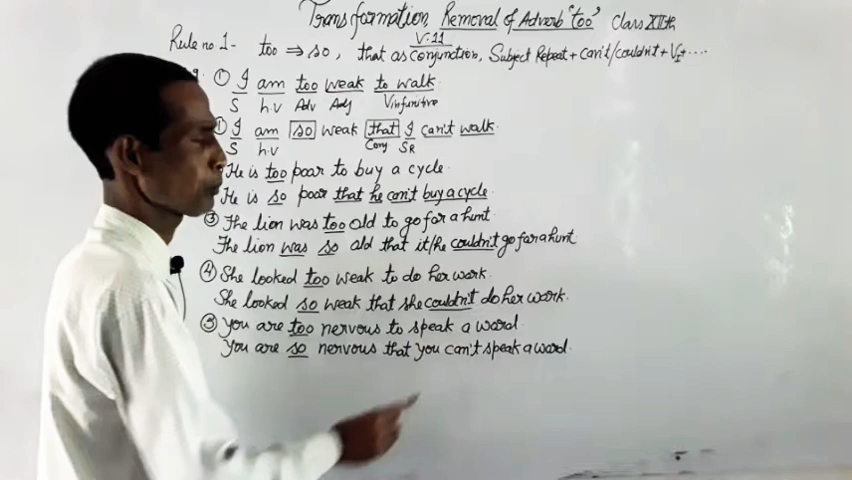 Transformation Removal of Adverb "too" Class XIIth
V.11
Rule no 1- too ⇒ so, that as conjunction, Subject Repeat + can't/couldn't + V1+....
① I am too weak to walk
S h.v Adv Adj Vinfinitive
① I am so weak that I can't walk
S h.v Conj SR
He is too poor to buy a cycle.
He is so poor that he can't buy a cycle
③ The lion was too old to go for a hunt
The lion was so old that it/he couldn't go for a hunt
④ She looked too weak to do her work.
She looked so weak that she couldn't do her work.
⑤ You are too nervous to speak a word.
You are so nervous that you can't speak a word.